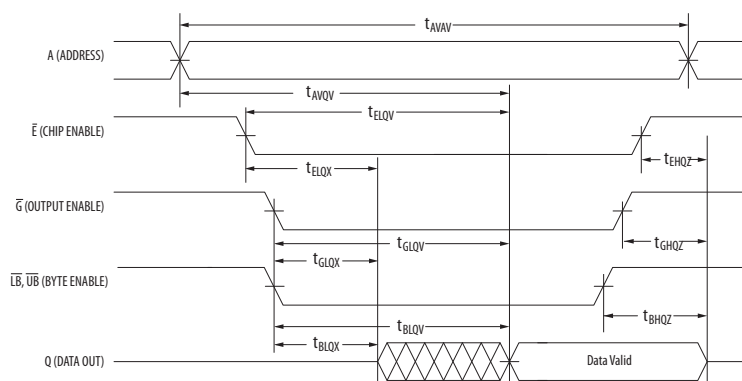 tAVAV
A (ADDRESS)
tAVQV
tELQV
E̅ (CHIP ENABLE)
tELQX
tEHQZ
G̅ (OUTPUT ENABLE)
tGLQV
tGLQX
tGHQZ
L̅B̅, U̅B̅ (BYTE ENABLE)
tBLQV
tBHQZ
tBLQX
Q (DATA OUT)
Data Valid